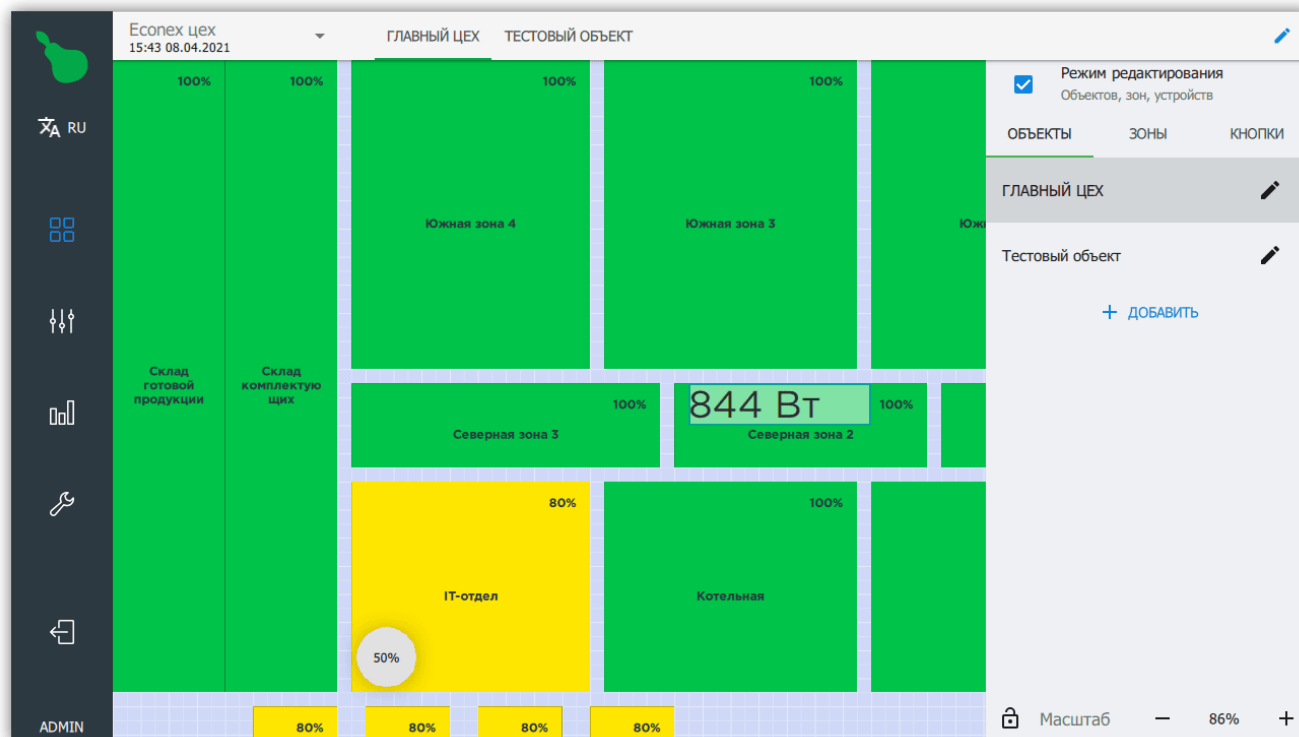 Econex цех
15:43 08.04.2021
ГЛАВНЫЙ ЦЕХ
ТЕСТОВЫЙ ОБЪЕКТ
RU
ADMIN
100%
Склад
готовой
продукции
100%
Склад
комплектую
щих
100%
Южная зона 4
100%
Южная зона 3
100%
Северная зона 3
844 Вт
100%
Северная зона 2
80%
IT-отдел
50%
100%
Котельная
80%
80%
80%
80%
Режим редактирования
Объектов, зон, устройств
ОБЪЕКТЫ
ЗОНЫ
КНОПКИ
ГЛАВНЫЙ ЦЕХ
Тестовый объект
+ ДОБАВИТЬ
Масштаб
− 86% +